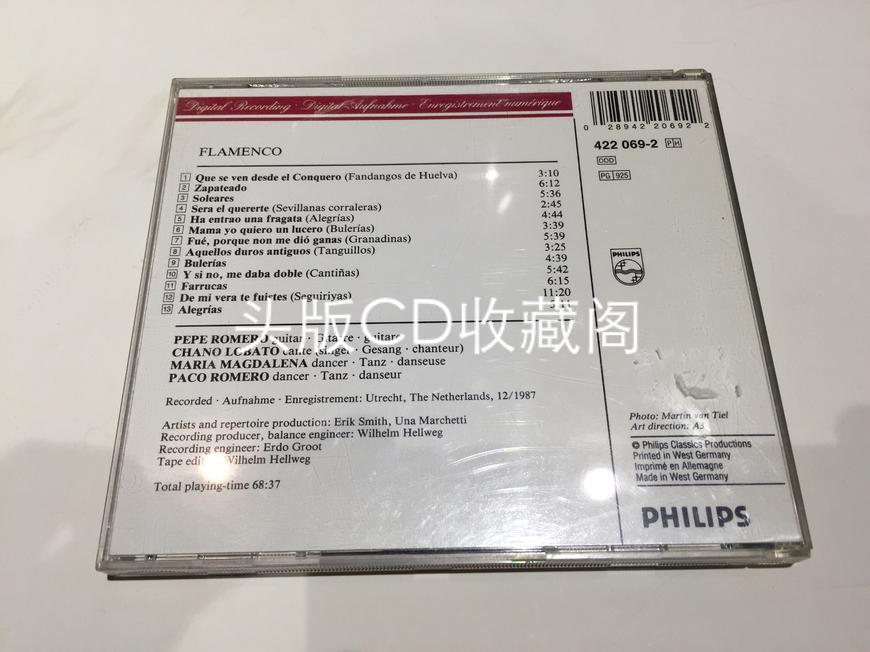 Digital Recording · Digital-Aufnahme · Enregistrement numérique
0 28942 20692 2
422 069-2 PH
DDD
PG 925
FLAMENCO
1 Que se ven desde el Conquero (Fandangos de Huelva) 3:10
2 Zapateado 6:12
3 Soleares 5:36
4 Sera el quererte (Sevillanas corraleras) 2:45
5 Ha entrao una fragata (Alegrías) 4:44
6 Mama yo quiero un lucero (Bulerías) 3:39
7 Fué, porque non me dió ganas (Granadinas) 5:39
8 Aquellos duros antiguos (Tanguillos) 3:25
9 Bulerías 4:39
10 Y si no, me daba doble (Cantiñas) 5:42
11 Farrucas 6:15
12 De mi vera te fuistes (Seguiriyas) 11:20
13 Alegrías
PHILIPS
头版CD收藏阁
PEPE ROMERO guitar · Gitarre · guitare
CHANO LOBATO cante (singer · Gesang · chanteur)
MARIA MAGDALENA dancer · Tanz · danseuse
PACO ROMERO dancer · Tanz · danseur
Recorded · Aufnahme · Enregistrement: Utrecht, The Netherlands, 12/1987
Artists and repertoire production: Erik Smith, Una Marchetti
Recording producer, balance engineer: Wilhelm Hellweg
Recording engineer: Erdo Groot
Tape Wilhelm Hellweg
Total playing-time 68:37
Photo: Martin van Tiel
Art direction:
© Philips Classics Productions
Printed in West Germany
Imprimé en Allemagne
Made in West Germany
PHILIPS